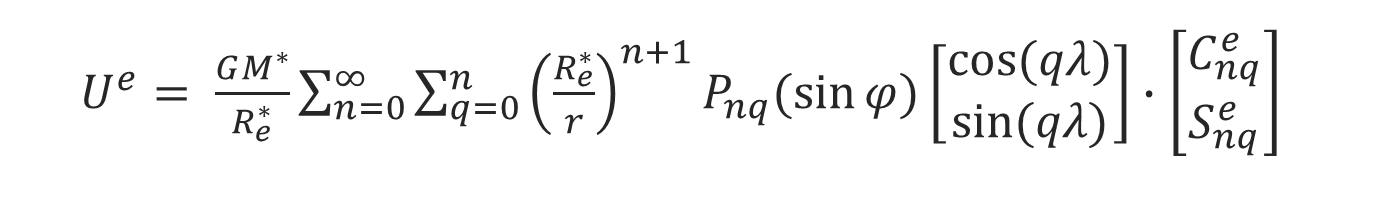 U^e = \frac{GM^*}{R_e^*} \sum_{n=0}^{\infty} \sum_{q=0}^{n} \left( \frac{R_e^*}{r} \right)^{n+1} P_{nq}(\sin \varphi) \begin{bmatrix} \cos(q\lambda) \\ \sin(q\lambda) \end{bmatrix} \cdot \begin{bmatrix} C_{nq}^e \\ S_{nq}^e \end{bmatrix}